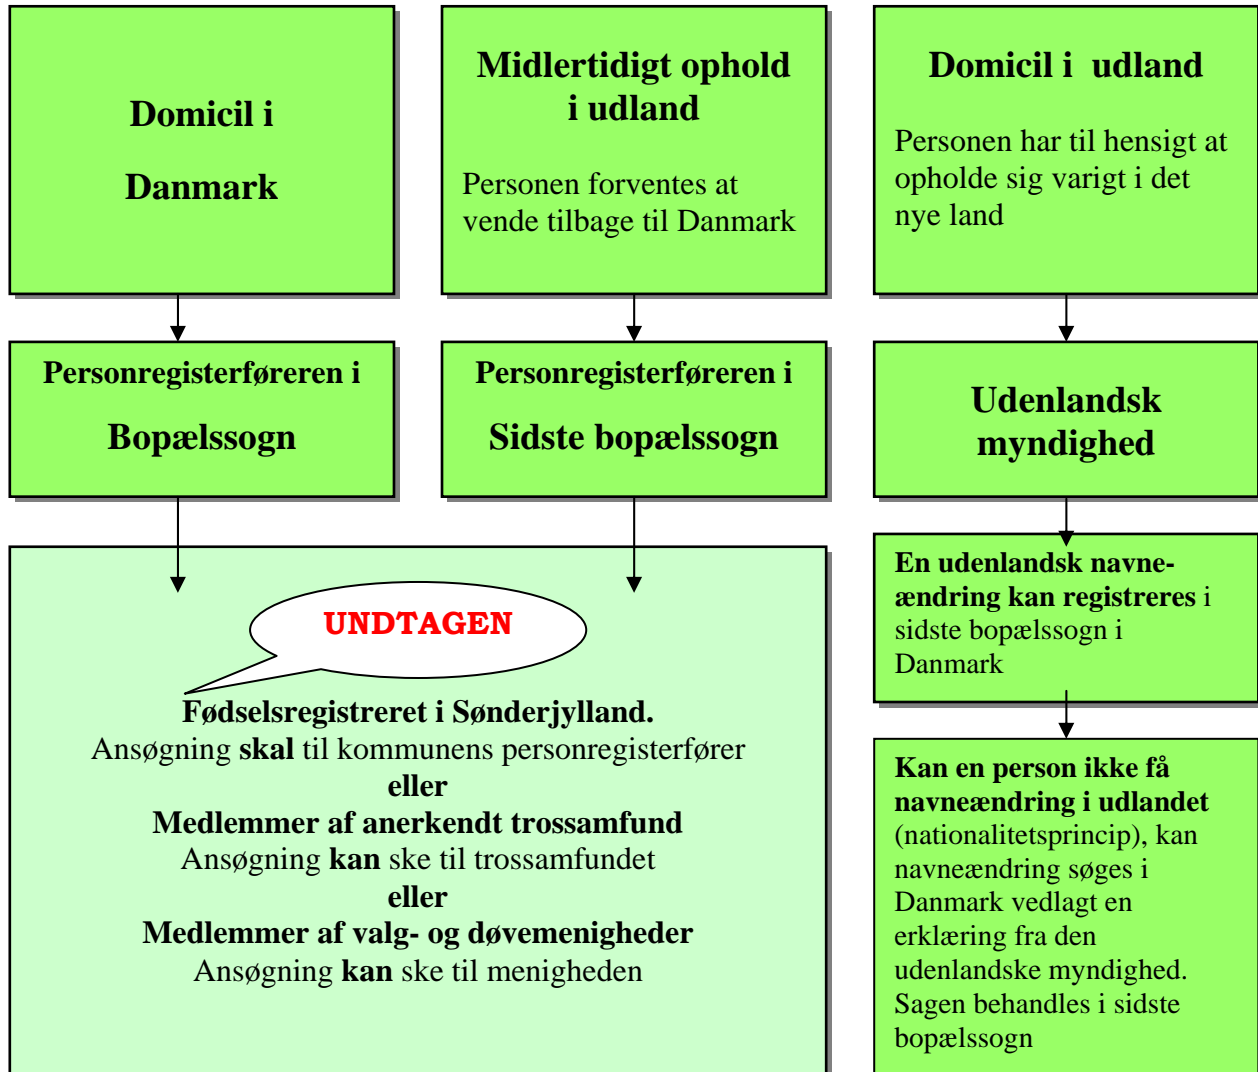 Domicil i
Danmark
Midlertidigt ophold
i udland
Personen forventes at
vende tilbage til Danmark
Domicil i udland
Personen har til hensigt at
opholde sig varigt i det
nye land
Personregisterføreren i
Bopælssogn
Personregisterføreren i
Sidste bopælssogn
Udenlandsk
myndighed
UNDTAGEN
Fødselsregistreret i Sønderjylland.
Ansøgning skal til kommunens personregisterfører
eller
Medlemmer af anerkendt trossamfund
Ansøgning kan ske til trossamfundet
eller
Medlemmer af valg- og døvemenigheder
Ansøgning kan ske til menigheden
En udenlandsk navne-
ændring kan registreres i
sidste bopælssogn i
Danmark
Kan en person ikke få
navneændring i udlandet
(nationalitetsprincip), kan
navneændring søges i
Danmark vedlagt en
erklæring fra den
udenlandske myndighed.
Sagen behandles i sidste
bopælssogn